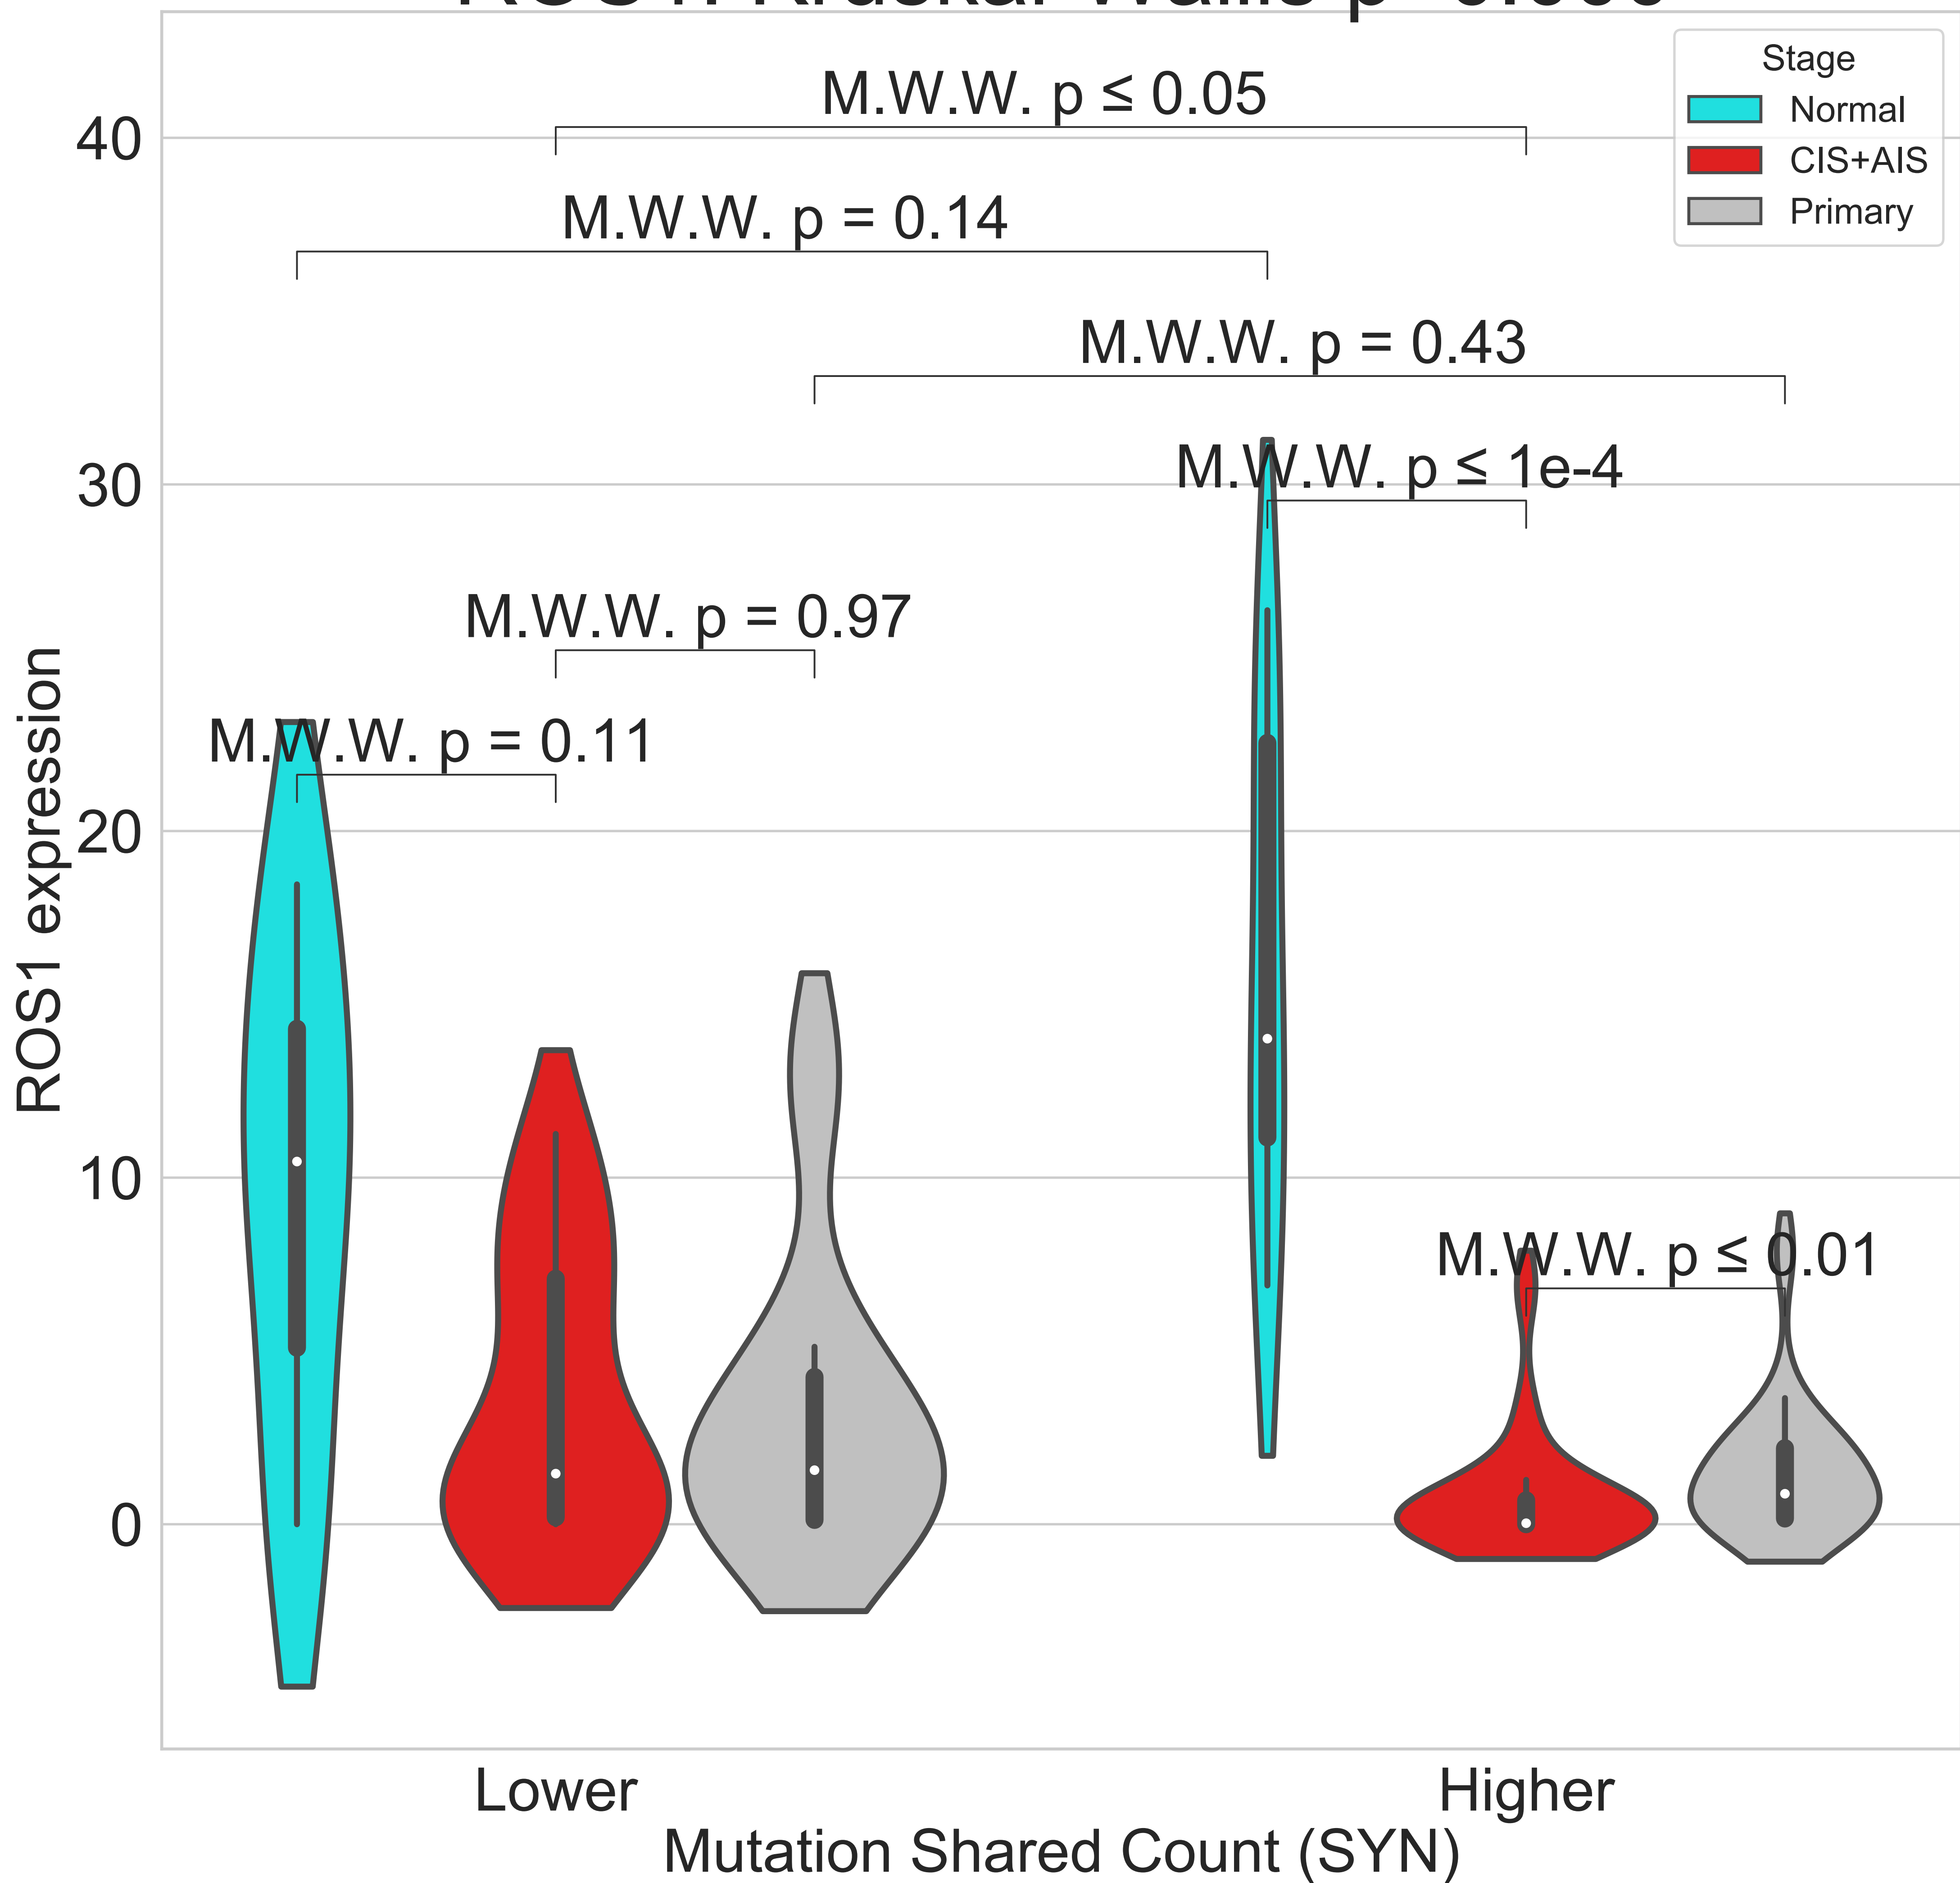 Stage
Normal
CIS+AIS
Primary
M.W.W. p ≤ 0.05
M.W.W. p = 0.14
M.W.W. p = 0.43
M.W.W. p ≤ 1e-4
M.W.W. p = 0.97
M.W.W. p = 0.11
M.W.W. p ≤ 0.01
40
30
20
10
0
ROS1 expression
Lower
Higher
Mutation Shared Count (SYN)